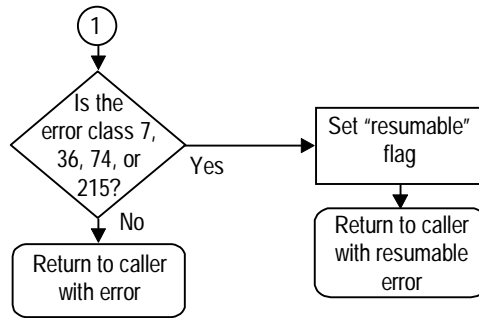 1
Is the
error class 7,
36, 74, or
215?
Yes
Set “resumable”
flag
No
Return to caller
with error
Return to caller
with resumable
error